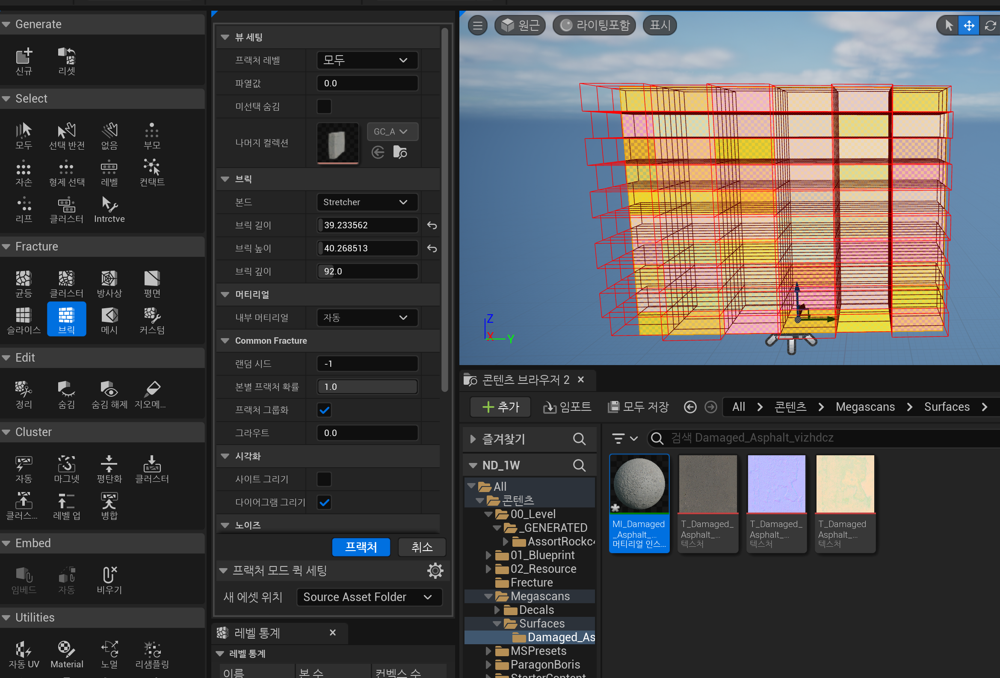 Generate
신규
리셋
Select
모두
선택 반전
없음
부모
자손
형제 선택
레벨
컨택트
리프
클러스터
Intrctve
Fracture
균등
클러스터
방사상
평면
슬라이스
브릭
메시
커스텀
Edit
정리
숨김
숨김 해제
지오메...
Cluster
자동
마그넷
평탄화
클러스터
클러스...
레벨 업
병합
Embed
임베드
자동
비우기
Utilities
자동 UV
Material
노멀
리샘플링
뷰 세팅
프랙처 레벨
모두
파열값
0.0
미선택 숨김
나머지 컬렉션
GC_A
브릭
본드
Stretcher
브릭 길이
39.233562
브릭 높이
40.268513
브릭 깊이
92.0
머티리얼
내부 머티리얼
자동
Common Fracture
랜덤 시드
-1
본별 프랙처 확률
1.0
프랙처 그룹화
그라우트
0.0
시각화
사이트 그리기
다이어그램 그리기
노이즈
프랙처
취소
프랙처 모드 퀵 세팅
새 에셋 위치
Source Asset Folder
레벨 통계
레벨 통계
이름
본 수
컨벡스 수
원근
라이팅포함
표시
Z
X
Y
콘텐츠 브라우저 2
추가
임포트
모두 저장
All
콘텐츠
Megascans
Surfaces
즐겨찾기
검색 Damaged_Asphalt_vizhdcz
ND_1W
All
콘텐츠
00_Level
_GENERATED
AssortRockc
01_Blueprint
02_Resource
Frecture
Megascans
Decals
Surfaces
Damaged_As
MSPresets
ParagonBoris
StarterContent
MI_Damaged
_Asphalt_...
머티리얼 인스...
T_Damaged_
Asphalt_...
텍스처
T_Damaged_
Asphalt_...
텍스처
T_Damaged
Asphalt_...
텍스처